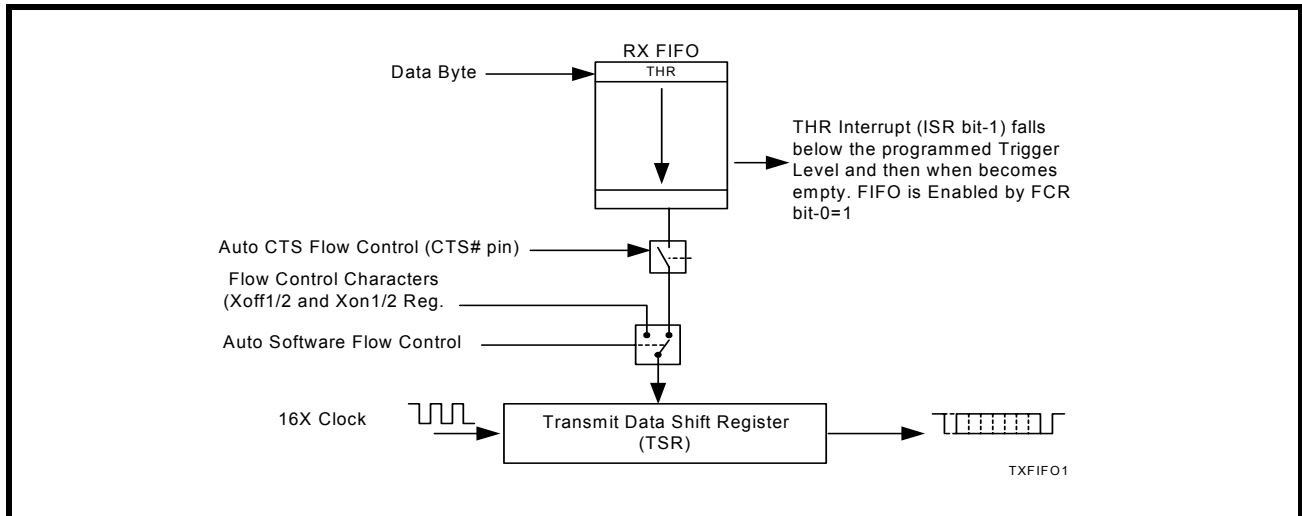 RX FIFO
THR
Data Byte
THR Interrupt (ISR bit-1) falls
below the programmed Trigger
Level and then when becomes
empty. FIFO is Enabled by FCR
bit-0=1
Auto CTS Flow Control (CTS# pin)
Flow Control Characters
(Xoff1/2 and Xon1/2 Reg.
Auto Software Flow Control
16X Clock
Transmit Data Shift Register
(TSR)
TXFIFO1